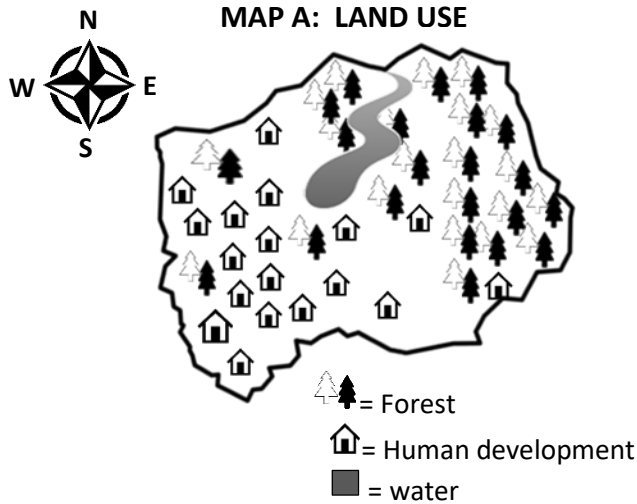 MAP A: LAND USE
N
W E
S
= Forest
= Human development
= water